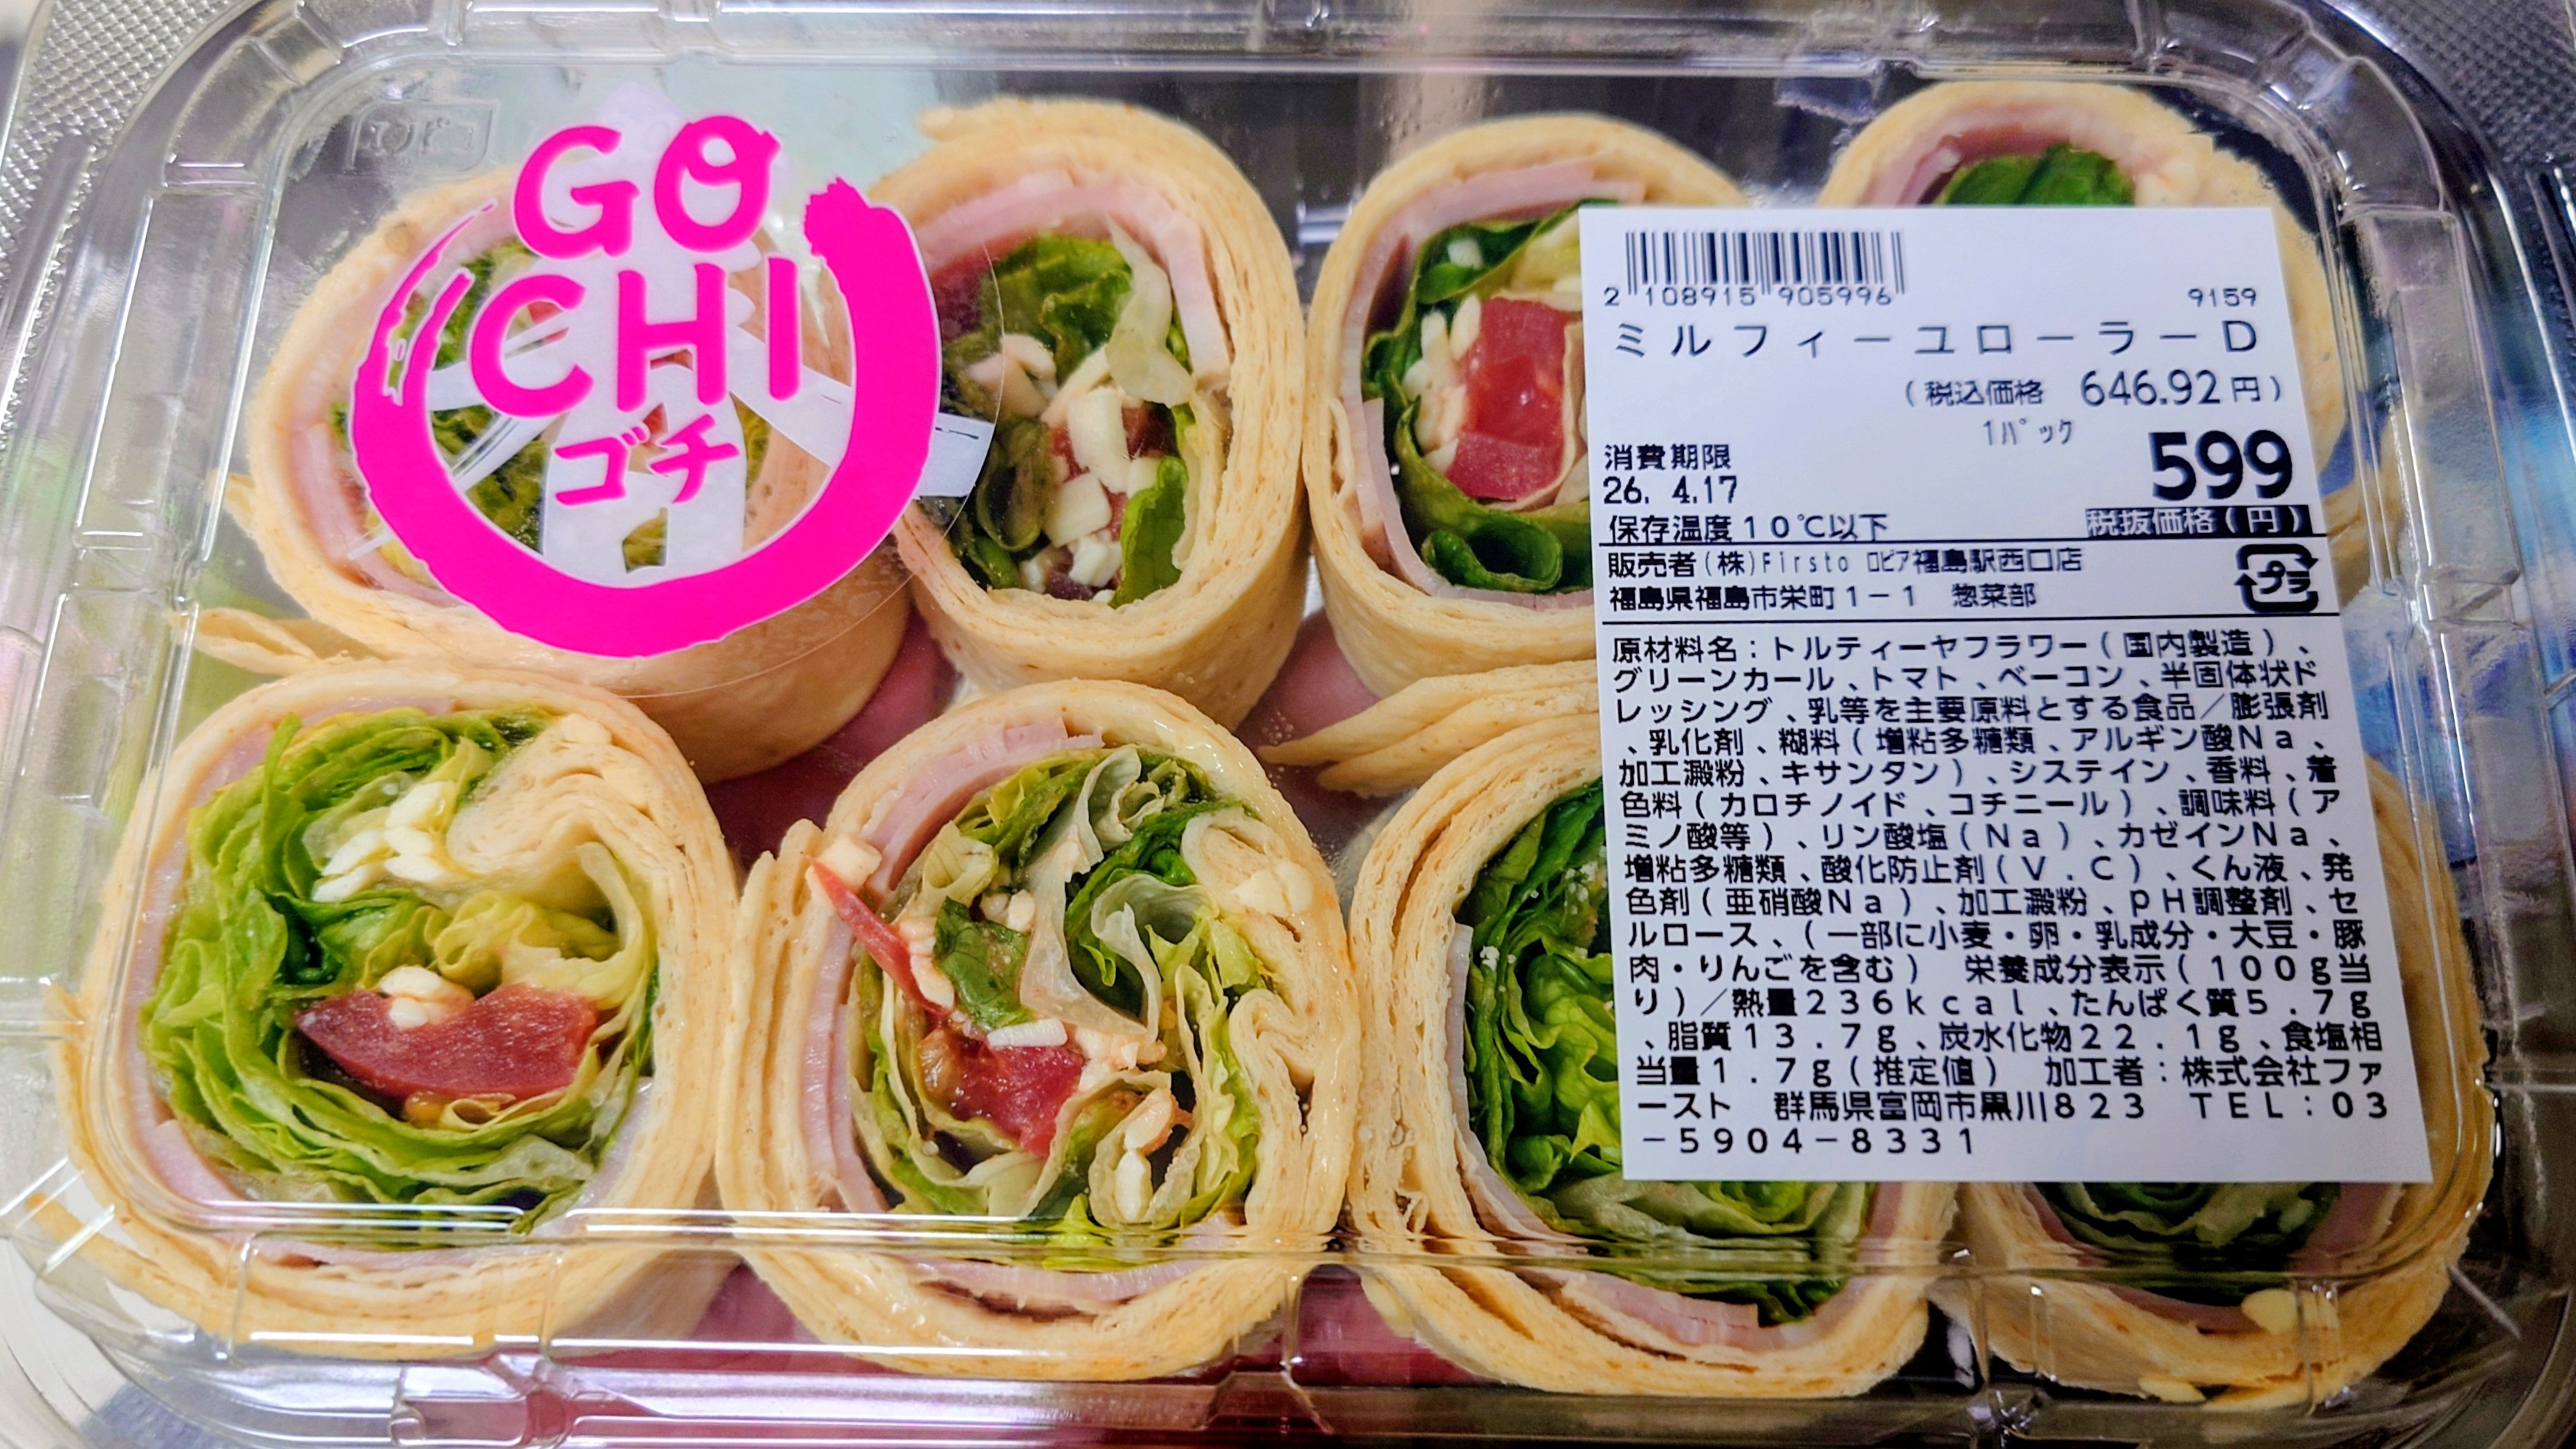 GO
CHI
ゴチ
2 108915 905996
9159
ミルフィーユローラーD
(税込価格 646.92円)
1パック
599
消費期限
26. 4.17
保存温度10℃以下
税抜価格(円)
販売者(株)Firsto ロピア福島駅西口店
福島県福島市栄町1-1 惣菜部
プラ
原材料名:トルティーヤフラワー(国内製造)、
グリーンカール、トマト、ベーコン、半固体状ド
レッシング、乳等を主要原料とする食品/膨張剤
、乳化剤、糊料(増粘多糖類、アルギン酸Na、
加工澱粉、キサンタン)、システイン、香料、着
色料(カロチノイド、コチニール)、調味料(ア
ミノ酸等)、リン酸塩(Na)、カゼインNa、
増粘多糖類、酸化防止剤(V.C)、くん液、発
色剤(亜硝酸Na)、加工澱粉、pH調整剤、セ
ルロース、(一部に小麦・卵・乳成分・大豆・豚
肉・りんごを含む) 栄養成分表示(100g当
り)/熱量236kcal、たんぱく質5.7g
、脂質13.7g、炭水化物22.1g、食塩相
当量1.7g(推定値) 加工者:株式会社ファ
ースト 群馬県富岡市黒川823 TEL:03
-5904-8331